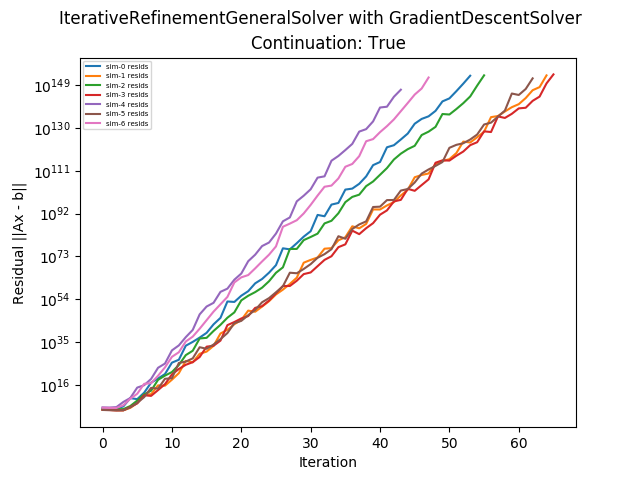 IterativeRefinementGeneralSolver with GradientDescentSolver
Continuation: True
sim-0 resids
sim-1 resids
sim-2 resids
sim-3 resids
sim-4 resids
sim-5 resids
sim-6 resids
10^149
10^130
10^111
10^92
10^73
10^54
10^35
10^16
Residual ||Ax - b||
0 10 20 30 40 50 60
Iteration